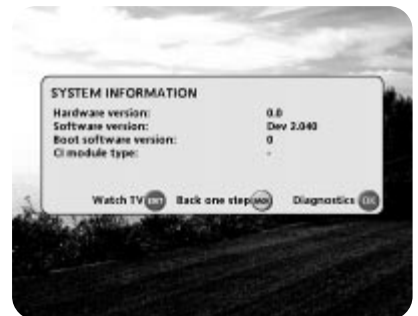 SYSTEM INFORMATION
Hardware version: 0.0
Software version: Dev 2.040
Boot software version: 0
CI module type: -
Watch TV Back one step Diagnostics OK